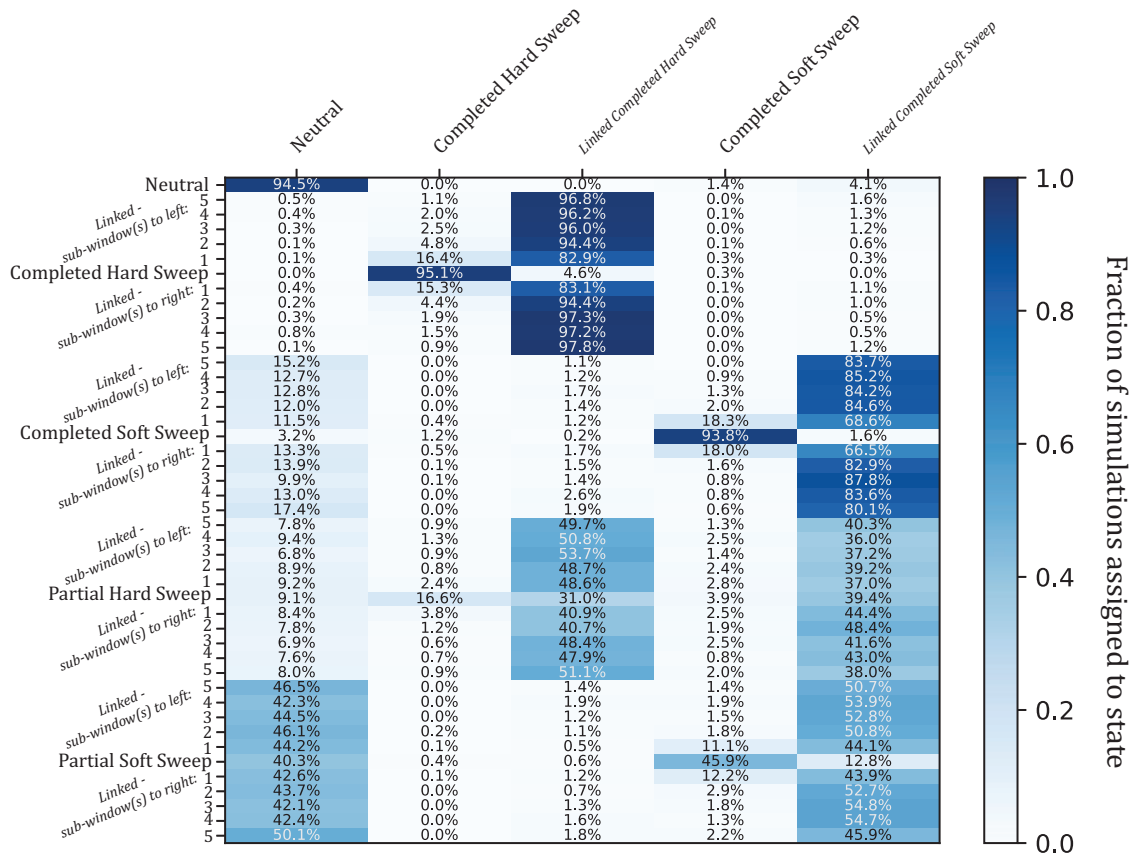 Neutral
Completed Hard Sweep
Linked Completed Hard Sweep
Completed Soft Sweep
Linked Completed Soft Sweep
Neutral 94.5% 0.0% 0.0% 1.4% 4.1%
Linked -
sub-window(s) to left:
5 0.5% 1.1% 96.8% 0.0% 1.6%
4 0.4% 2.0% 96.2% 0.1% 1.3%
3 0.3% 2.5% 96.0% 0.0% 1.2%
2 0.1% 4.8% 94.4% 0.1% 0.6%
1 0.1% 16.4% 82.9% 0.3% 0.3%
Completed Hard Sweep 0.0% 95.1% 4.6% 0.3% 0.0%
Linked -
sub-window(s) to right:
1 0.4% 15.3% 83.1% 0.1% 1.1%
2 0.2% 4.4% 94.4% 0.0% 1.0%
3 0.3% 1.9% 97.3% 0.0% 0.5%
4 0.8% 1.5% 97.2% 0.0% 0.5%
5 0.1% 0.9% 97.8% 0.0% 1.2%
Linked -
sub-window(s) to left:
5 15.2% 0.0% 1.1% 0.0% 83.7%
4 12.7% 0.0% 1.2% 0.9% 85.2%
3 12.8% 0.0% 1.7% 1.3% 84.2%
2 12.0% 0.0% 1.4% 2.0% 84.6%
1 11.5% 0.4% 1.2% 18.3% 68.6%
Completed Soft Sweep 3.2% 1.2% 0.2% 93.8% 1.6%
Linked -
sub-window(s) to right:
1 13.3% 0.5% 1.7% 18.0% 66.5%
2 13.9% 0.1% 1.5% 1.6% 82.9%
3 9.9% 0.1% 1.4% 0.8% 87.8%
4 13.0% 0.0% 2.6% 0.8% 83.6%
5 17.4% 0.0% 1.9% 0.6% 80.1%
Linked -
sub-window(s) to left:
5 7.8% 0.9% 49.7% 1.3% 40.3%
4 9.4% 1.3% 50.8% 2.5% 36.0%
3 6.8% 0.9% 53.7% 1.4% 37.2%
2 8.9% 0.8% 48.7% 2.4% 39.2%
1 9.2% 2.4% 48.6% 2.8% 37.0%
Partial Hard Sweep 9.1% 16.6% 31.0% 3.9% 39.4%
Linked -
sub-window(s) to right:
1 8.4% 3.8% 40.9% 2.5% 44.4%
2 7.8% 1.2% 40.7% 1.9% 48.4%
3 6.9% 0.6% 48.4% 2.5% 41.6%
4 7.6% 0.7% 47.9% 0.8% 43.0%
5 8.0% 0.9% 51.1% 2.0% 38.0%
Linked -
sub-window(s) to left:
5 46.5% 0.0% 1.4% 1.4% 50.7%
4 42.3% 0.0% 1.9% 1.9% 53.9%
3 44.5% 0.0% 1.2% 1.5% 52.8%
2 46.1% 0.2% 1.1% 1.8% 50.8%
1 44.2% 0.1% 0.5% 11.1% 44.1%
Partial Soft Sweep 40.3% 0.4% 0.6% 45.9% 12.8%
Linked -
sub-window(s) to right:
1 42.6% 0.1% 1.2% 12.2% 43.9%
2 43.7% 0.0% 0.7% 2.9% 52.7%
3 42.1% 0.0% 1.3% 1.8% 54.8%
4 42.4% 0.0% 1.6% 1.3% 54.7%
5 50.1% 0.0% 1.8% 2.2% 45.9%
1.0
0.8
0.6
0.4
0.2
0.0
Fraction of simulations assigned to state